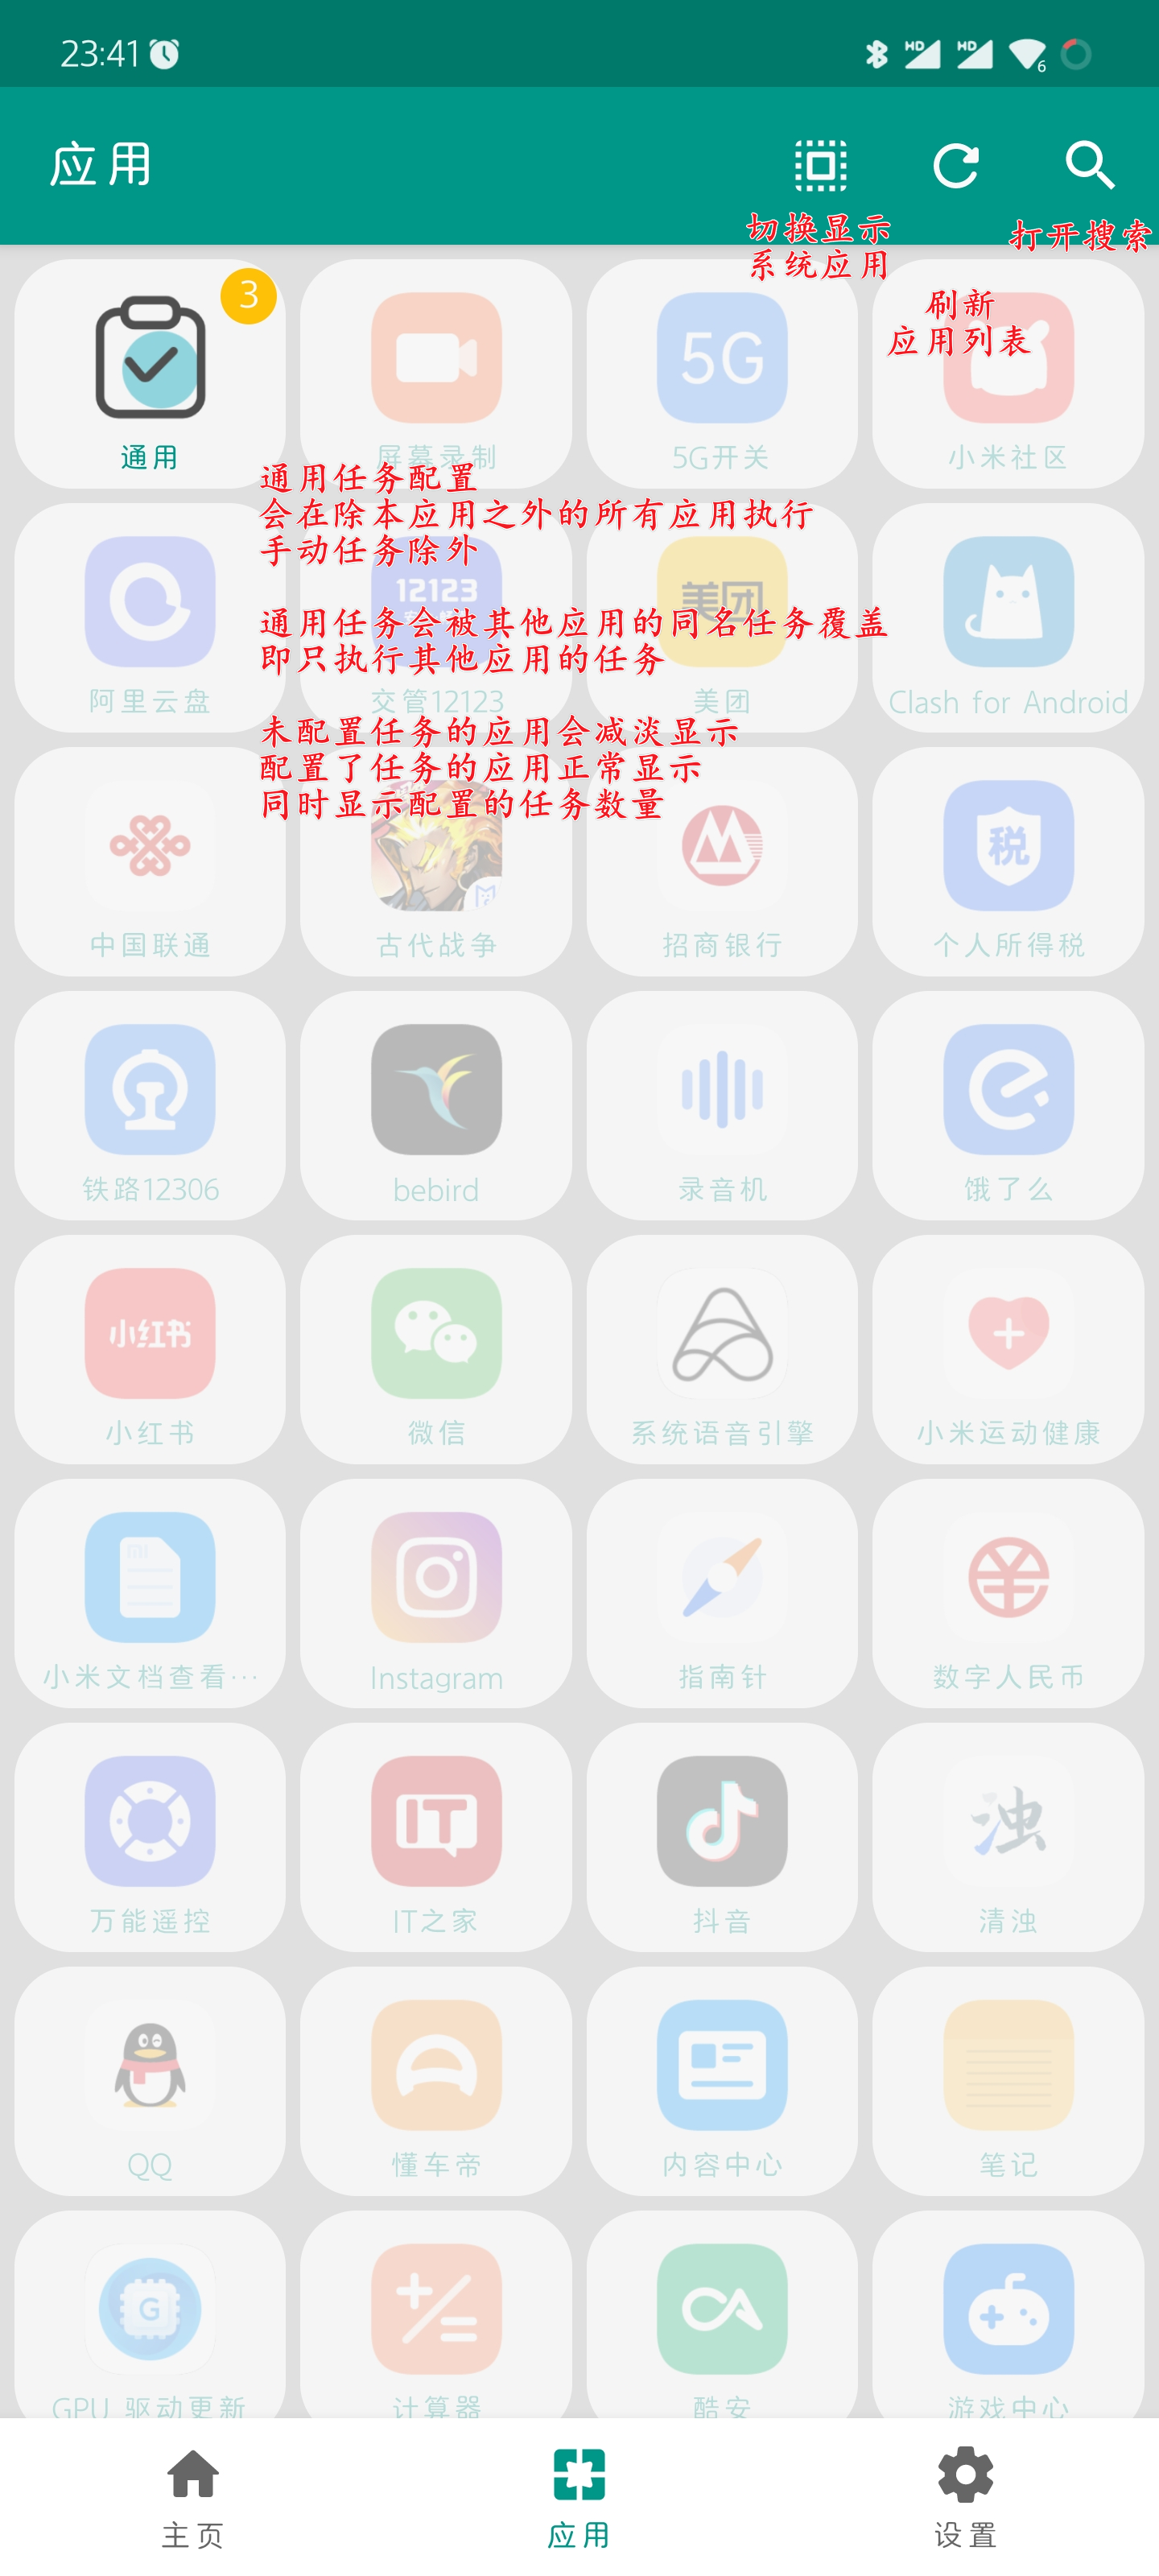 23:41
HD HD 6
应用
切换显示
系统应用
打开搜索
刷新
应用列表
3
5G
通用
屏幕录制
5G开关
小米社区
通用任务配置
会在除本应用之外的所有应用执行
手动任务除外
12123
美团
通用任务会被其他应用的同名任务覆盖
即只执行其他应用的任务
阿里云盘
交管12123
美团
Clash for Android
未配置任务的应用会减淡显示
配置了任务的应用正常显示
同时显示配置的任务数量
税
中国联通
古代战争
招商银行
个人所得税
铁路12306
bebird
录音机
饿了么
小红书
小红书
微信
系统语音引擎
小米运动健康
mi
小米文档查看…
Instagram
指南针
数字人民币
IT
浊
万能遥控
IT之家
抖音
清浊
QQ
懂车帝
内容中心
笔记
G
GPU 驱动更新
计算器
酷安
游戏中心
主页
应用
设置